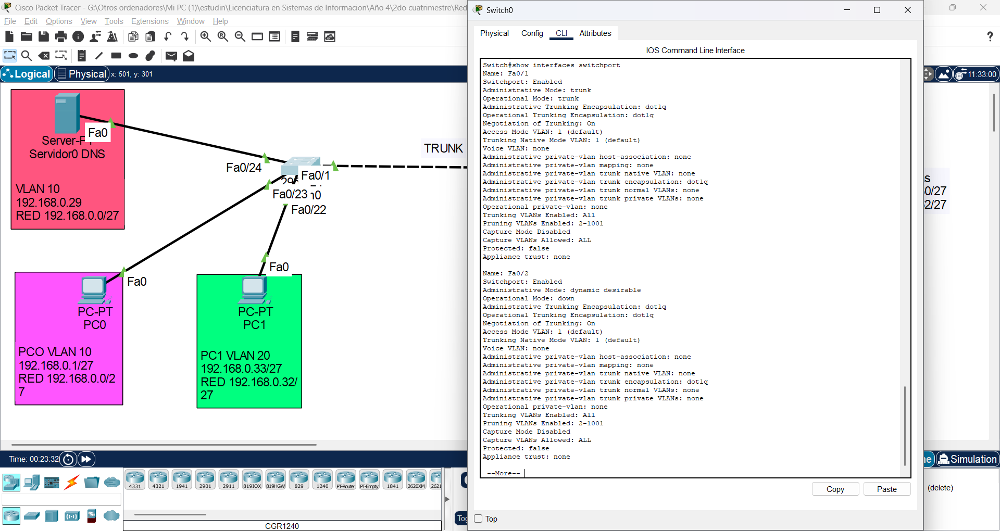 Cisco Packet Tracer - G:\Otros ordenadores\Mi PC (1)\estudin\Licenciatura en Sistemas de Informacion\Año 4\2do cuatrimestre\Red
File Edit Options View Tools Extensions Window Help
Logical Physical x: 501, y: 301
11:33:00
Fa0
Server-P
Servidor0 DNS
VLAN 10
192.168.0.29
RED 192.168.0.0/27
Fa0/24
Fa0/1
Fa0/23
Fa0/22
TRUNK
Fa0
Fa0
PC-PT
PC0
PCO VLAN 10
192.168.0.1/27
RED 192.168.0.0/2
7
PC-PT
PC1
PC1 VLAN 20
192.168.0.33/27
RED 192.168.0.32/
27
s
0/27
2/27
Time: 00:23:32
Simulation
4331 4321 1941 2901 2911 819IOX 819HGW 829 1240 PT-Router PT-Empty 1841 2620XM 2621
CGR1240
(delete)
Switch0
Physical Config CLI Attributes
IOS Command Line Interface
Switch#show interfaces switchport
Name: Fa0/1
Switchport: Enabled
Administrative Mode: trunk
Operational Mode: trunk
Administrative Trunking Encapsulation: dot1q
Operational Trunking Encapsulation: dot1q
Negotiation of Trunking: On
Access Mode VLAN: 1 (default)
Trunking Native Mode VLAN: 1 (default)
Voice VLAN: none
Administrative private-vlan host-association: none
Administrative private-vlan mapping: none
Administrative private-vlan trunk native VLAN: none
Administrative private-vlan trunk encapsulation: dot1q
Administrative private-vlan trunk normal VLANs: none
Administrative private-vlan trunk private VLANs: none
Operational private-vlan: none
Trunking VLANs Enabled: All
Pruning VLANs Enabled: 2-1001
Capture Mode Disabled
Capture VLANs Allowed: ALL
Protected: false
Appliance trust: none
Name: Fa0/2
Switchport: Enabled
Administrative Mode: dynamic desirable
Operational Mode: down
Administrative Trunking Encapsulation: dot1q
Operational Trunking Encapsulation: dot1q
Negotiation of Trunking: On
Access Mode VLAN: 1 (default)
Trunking Native Mode VLAN: 1 (default)
Voice VLAN: none
Administrative private-vlan host-association: none
Administrative private-vlan mapping: none
Administrative private-vlan trunk native VLAN: none
Administrative private-vlan trunk encapsulation: dot1q
Administrative private-vlan trunk normal VLANs: none
Administrative private-vlan trunk private VLANs: none
Operational private-vlan: none
Trunking VLANs Enabled: All
Pruning VLANs Enabled: 2-1001
Capture Mode Disabled
Capture VLANs Allowed: ALL
Protected: false
Appliance trust: none
--More--
Copy Paste
Top